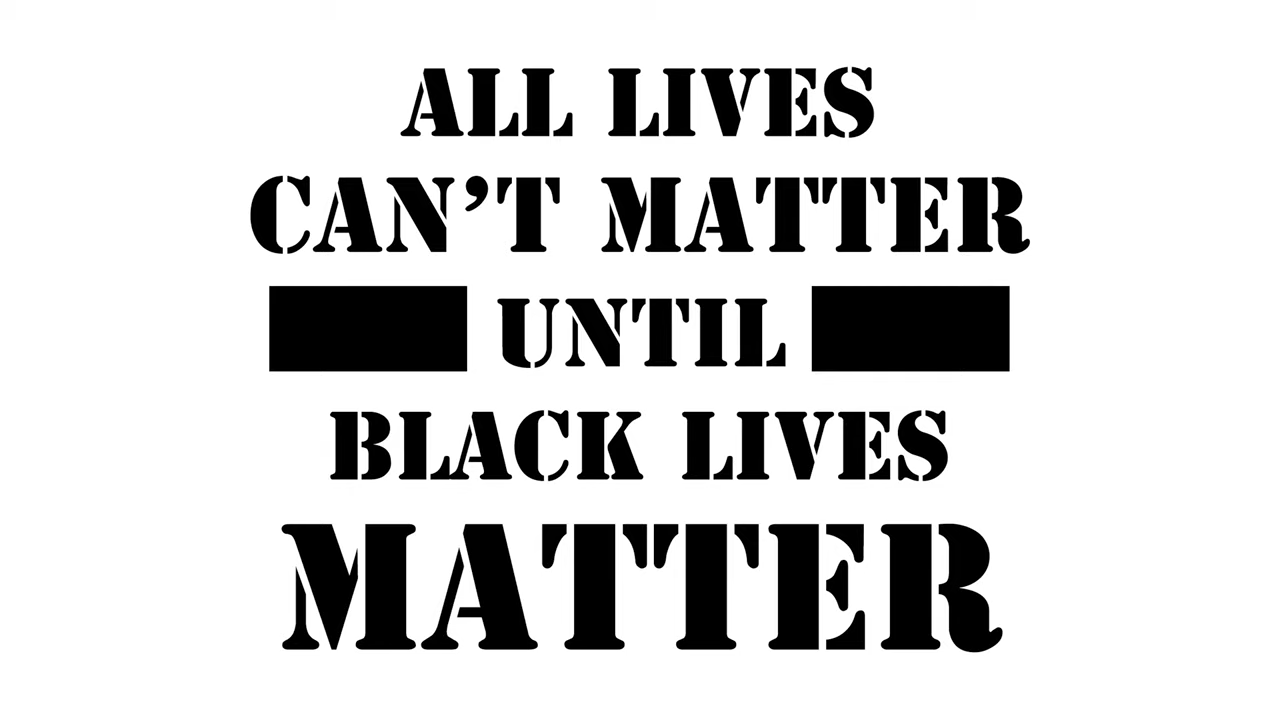 ALL LIVES
CAN’T MATTER
UNTIL
BLACK LIVES
MATTER